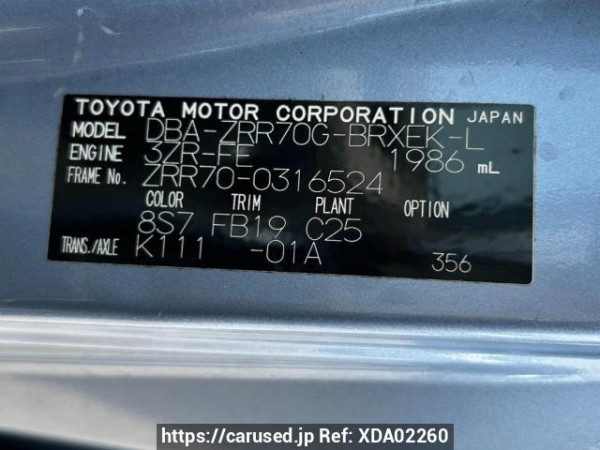 TOYOTA MOTOR CORPORATION JAPAN
MODEL DBA-ZRR70G-BRXEK-L
ENGINE 3ZR-FE 1986 mL
FRAME No. ZRR70-0316524
COLOR TRIM PLANT OPTION
8S7 FB19 C25
TRANS./AXLE K111 -01A 356
https://carused.jp Ref: XDA02260